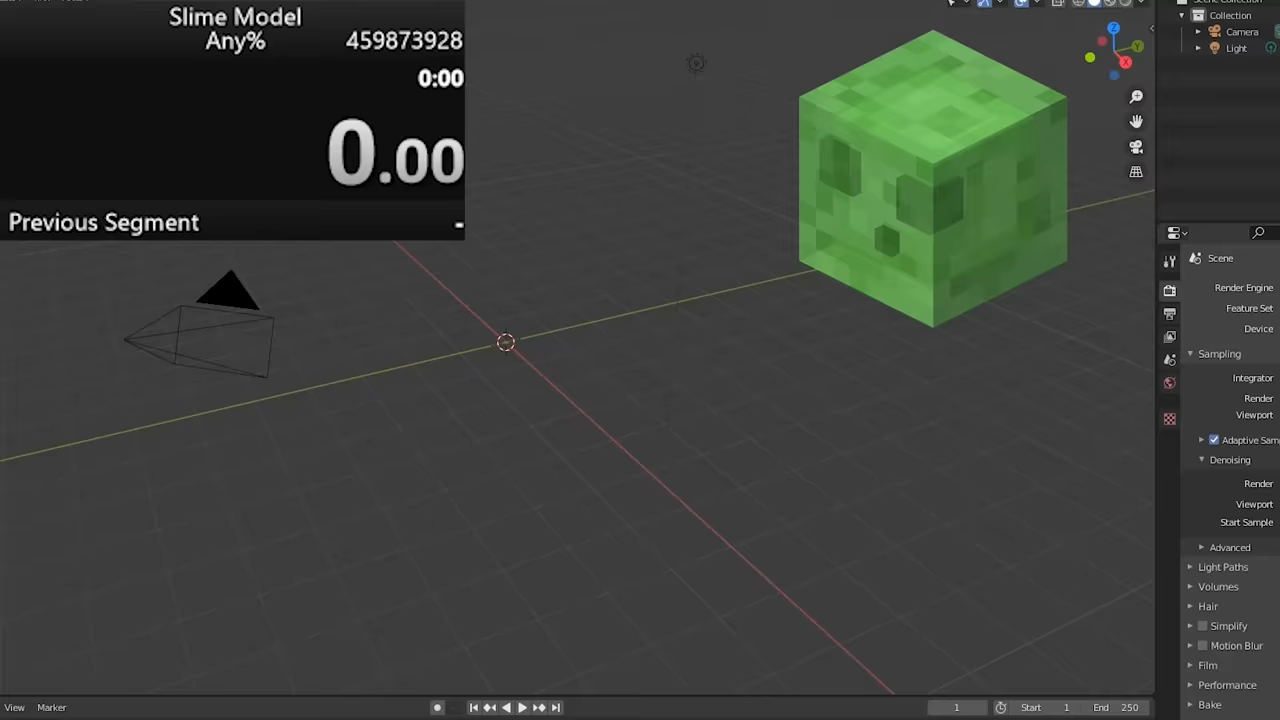 Slime Model
Any% 459873928
0:00
0.00
Previous Segment -
Z
Y
X
Collection
Camera
Light
Scene
Render Engine
Feature Set
Device
Sampling
Integrator
Render
Viewport
Adaptive Sam
Denoising
Render
Viewport
Start Sample
Advanced
Light Paths
Volumes
Hair
Simplify
Motion Blur
Film
Performance
Bake
View Marker
1 Start 1 End 250